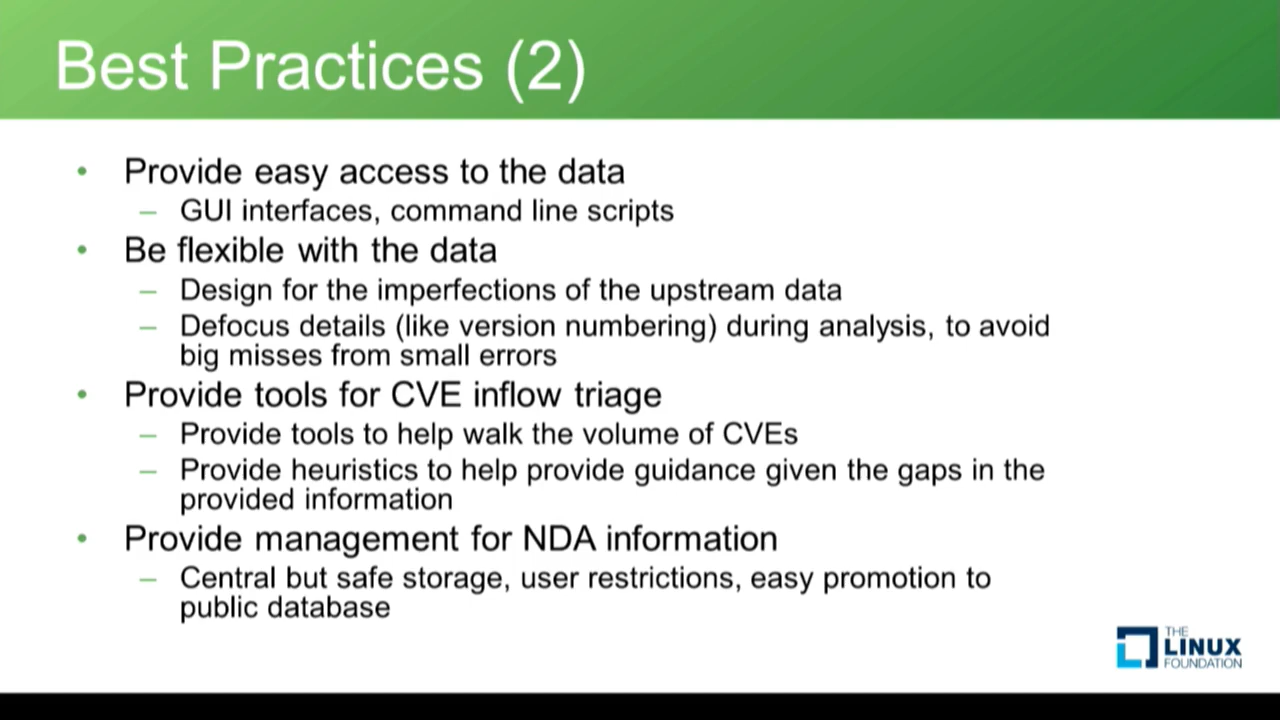 Best Practices (2)
• Provide easy access to the data
– GUI interfaces, command line scripts
• Be flexible with the data
– Design for the imperfections of the upstream data
– Defocus details (like version numbering) during analysis, to avoid
big misses from small errors
• Provide tools for CVE inflow triage
– Provide tools to help walk the volume of CVEs
– Provide heuristics to help provide guidance given the gaps in the
provided information
• Provide management for NDA information
– Central but safe storage, user restrictions, easy promotion to
public database
THE
LINUX
FOUNDATION